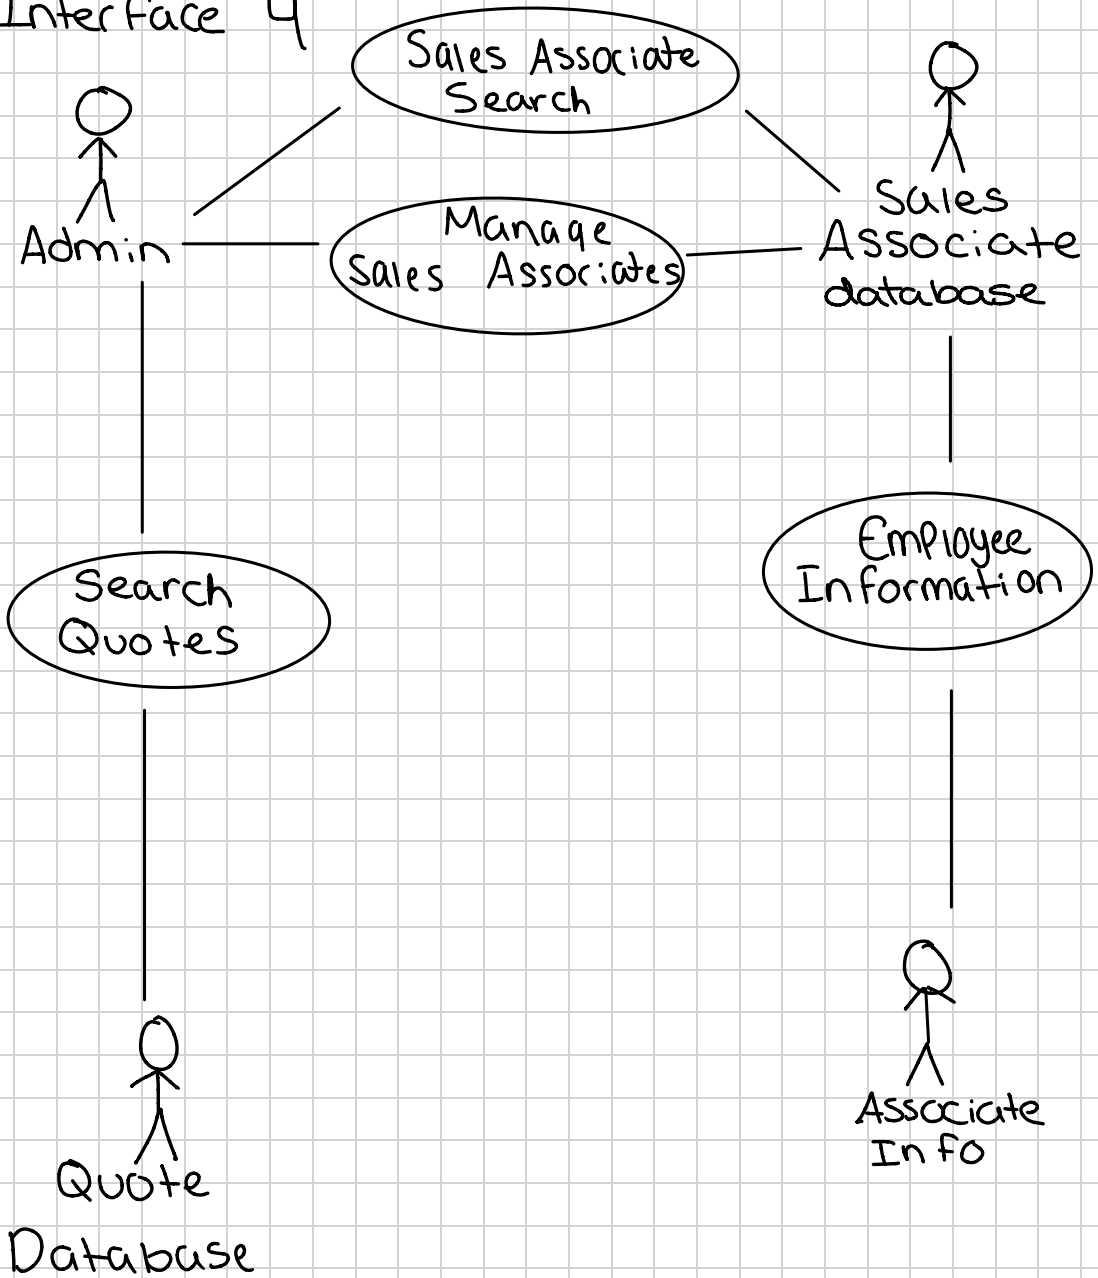 Interface 4
Sales Associate
Search
Admin
Manage
Sales Associates
Sales
Associate
database
Search
Quotes
Employee
Information
Quote
Database
Associate
Info